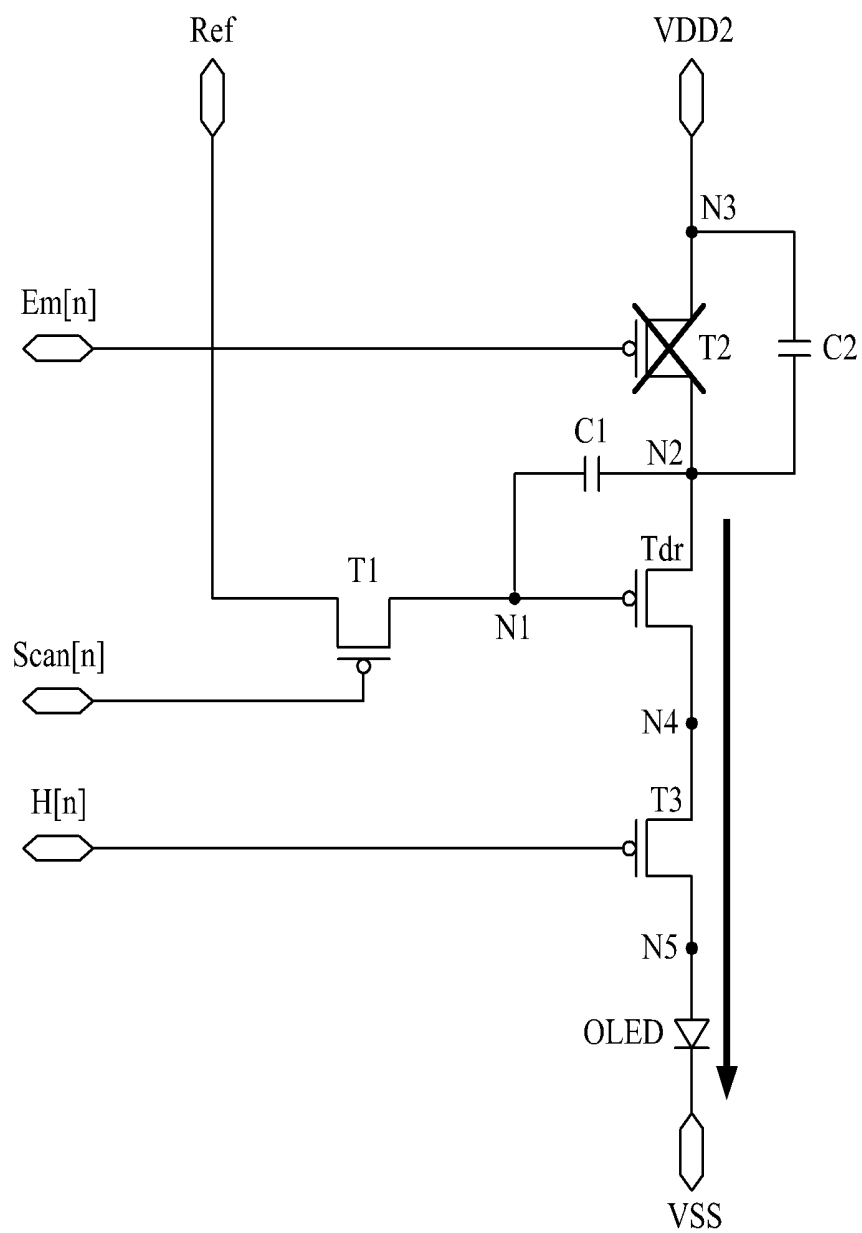 Ref
VDD2
N3
Em[n]
T2
C2
C1
N2
Tdr
T1
N1
Scan[n]
N4
H[n]
T3
N5
OLED
VSS